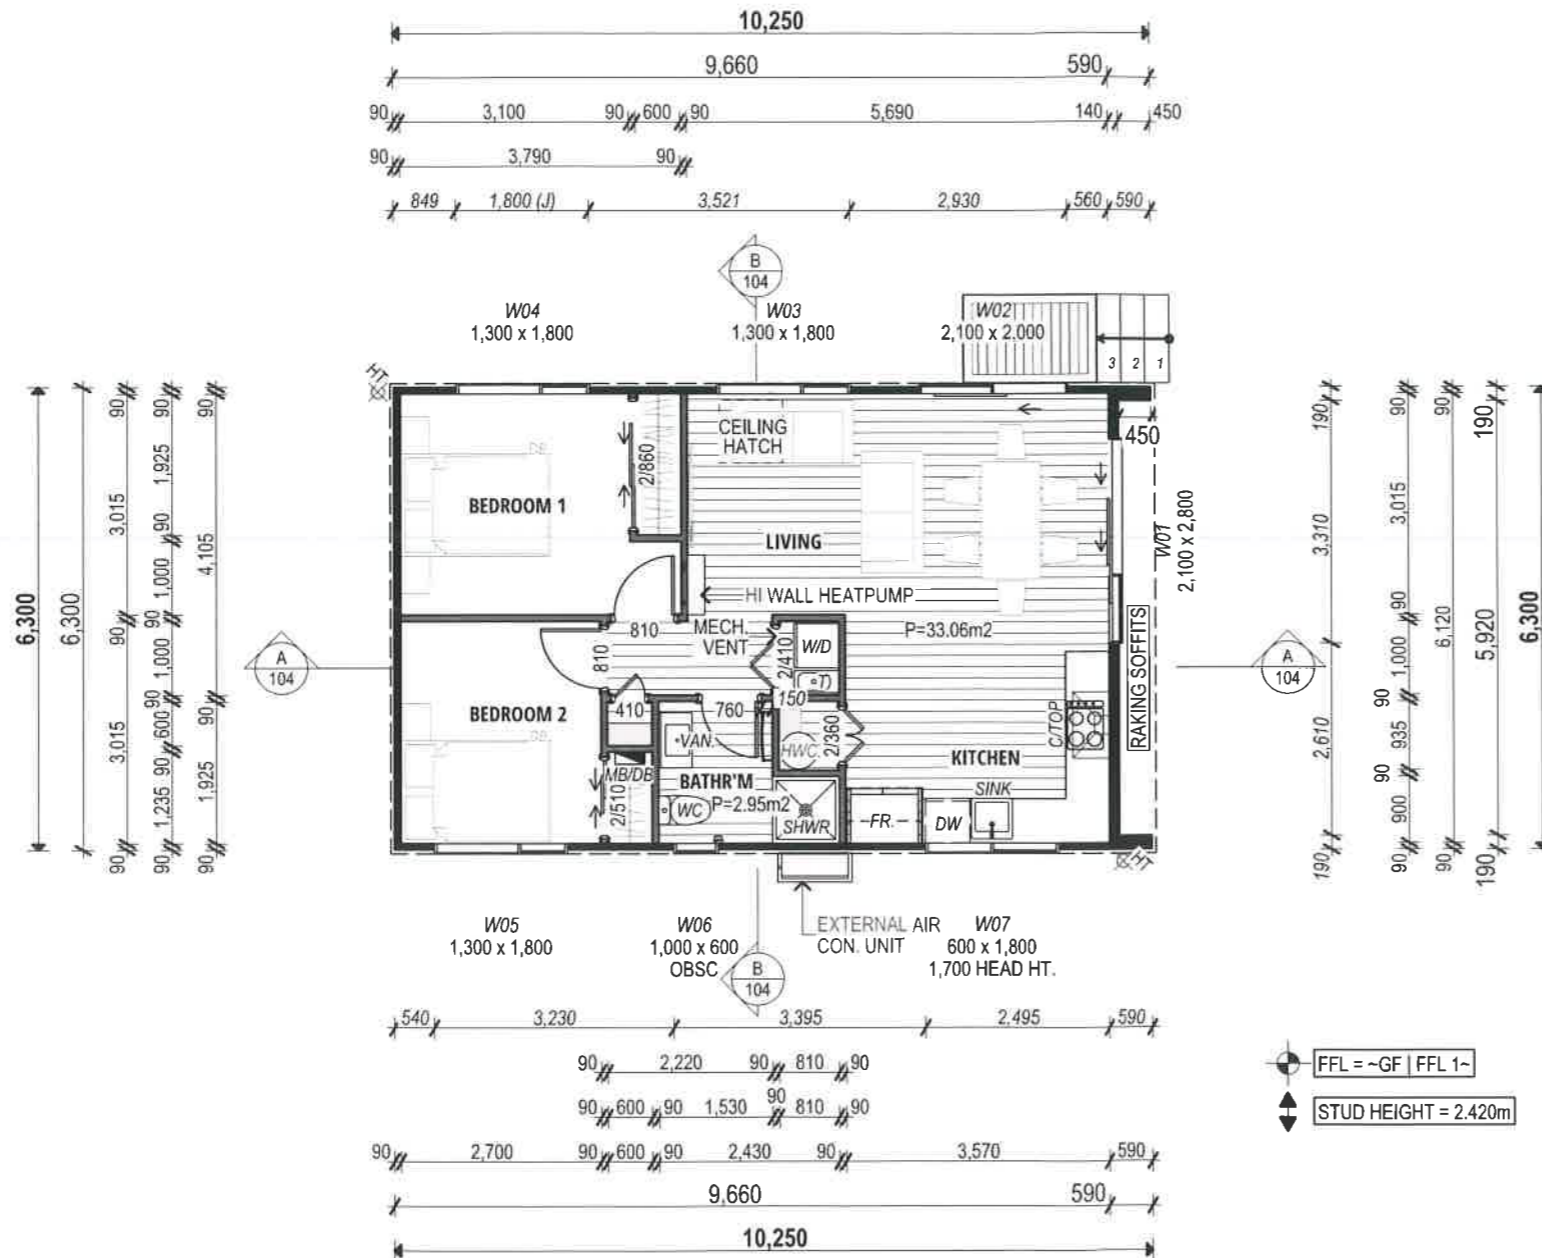 10,250
9,660 590
90 3,100 90 600 90 5,690 140 450
90 3,790 90
849 1,800 (J) 3,521 2,930 560 590
B
104
W04
1,300 x 1,800
W03
1,300 x 1,800
W02
2,100 x 2,000
3 2 1
HT
6,300
6,300
90 3,015 90 3,015 90
90 1,925 90 1,000 90 1,000 90 600 90 1,235 90
90 4,105 90 1,925 90
CEILING
HATCH
450
2/860
BEDROOM 1
LIVING
W01
2,100 x 2,800
HI WALL HEATPUMP
810
MECH.
VENT
P=33.06m2
810
2/410
W/D
T)
150
A
104
A
104
RAKING SOFFITS
BEDROOM 2
410
760
VAN.
HWC
2/360
C/TOP
KITCHEN
MB/DB
BATHR'M
P=2.95m2
SINK
2/510
WC
SHWR
FR.
DW
HT
190 3,310 2,610 190
90 3,015 90 1,000 90 935 90 900 90
90 6,120 90
190 5,920 190
6,300
W05
1,300 x 1,800
W06
1,000 x 600
OBSC
B
104
EXTERNAL AIR
CON. UNIT
W07
600 x 1,800
1,700 HEAD HT.
540 3,230 3,395 2,495 590
90 2,220 90 810 90
90 600 90 1,530 90 810 90
90 2,700 90 600 90 2,430 90 3,570 590
9,660 590
10,250
FFL = ~GF | FFL 1~
STUD HEIGHT = 2.420m